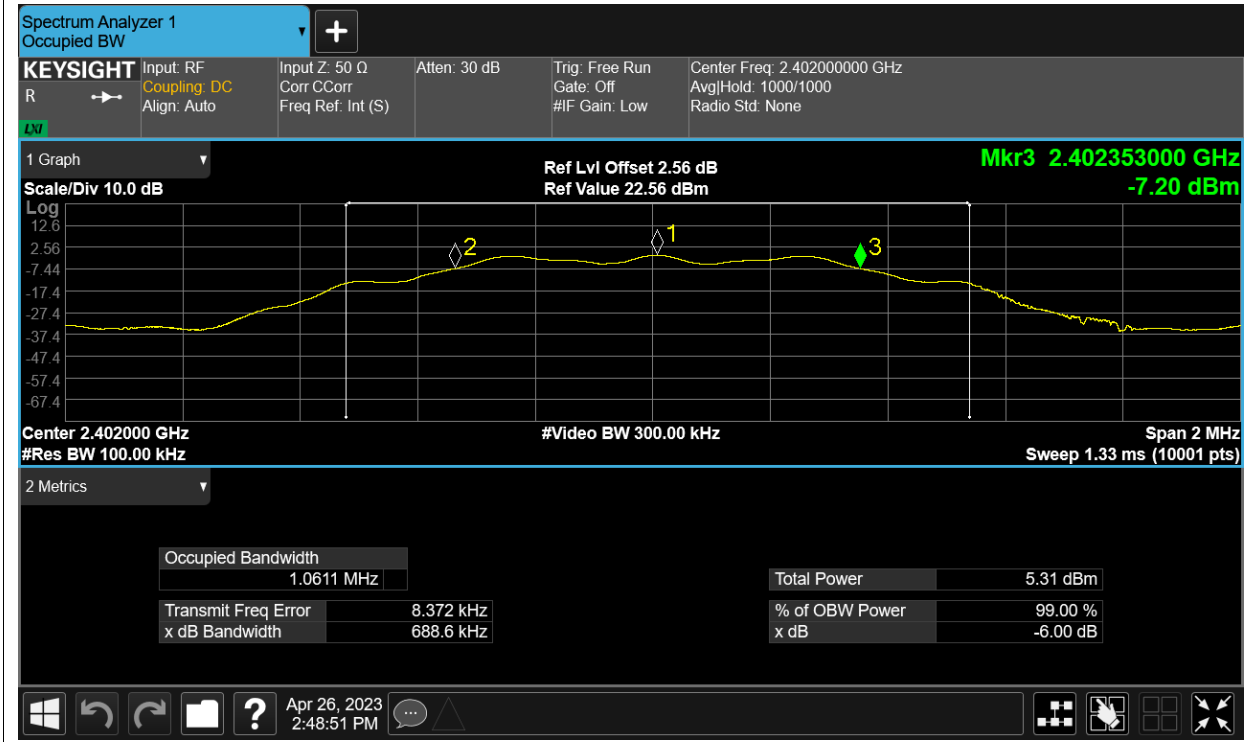 Spectrum Analyzer 1
Occupied BW
KEYSIGHT Input: RF Input Z: 50 Ω Atten: 30 dB Trig: Free Run Center Freq: 2.402000000 GHz
R Coupling: DC Corr CCorr Gate: Off Avg|Hold: 1000/1000
Align: Auto Freq Ref: Int (S) #IF Gain: Low Radio Std: None
LXI
1 Graph
Ref Lvl Offset 2.56 dB Mkr3 2.402353000 GHz
Scale/Div 10.0 dB Ref Value 22.56 dBm -7.20 dBm
Log
12.6
2.56
-7.44
-17.4
-27.4
-37.4
-47.4
-57.4
-67.4
2 1 3
Center 2.402000 GHz #Video BW 300.00 kHz Span 2 MHz
#Res BW 100.00 kHz Sweep 1.33 ms (10001 pts)
2 Metrics
Occupied Bandwidth
1.0611 MHz Total Power 5.31 dBm
Transmit Freq Error 8.372 kHz % of OBW Power 99.00 %
x dB Bandwidth 688.6 kHz x dB -6.00 dB
? Apr 26, 2023
2:48:51 PM